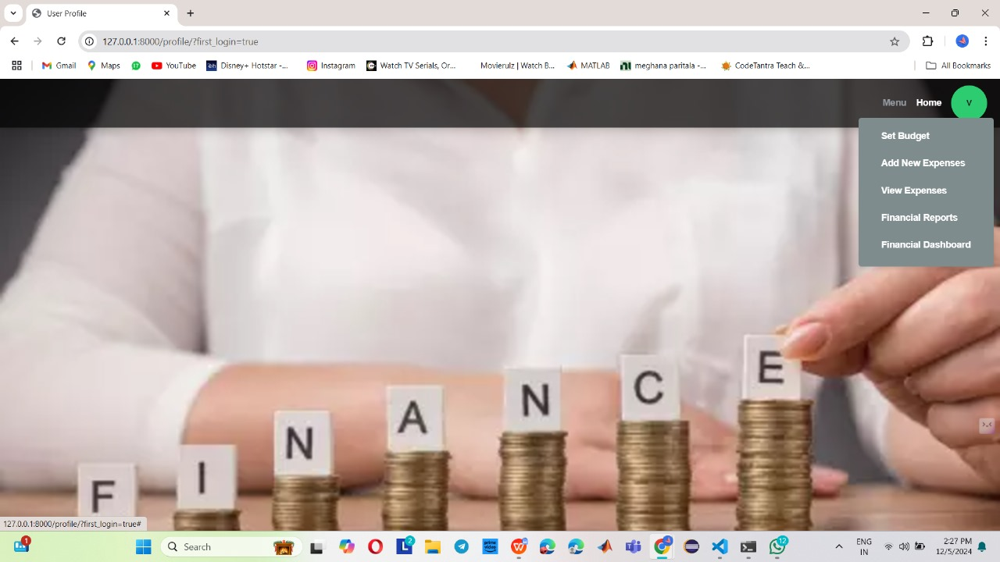 User Profile
127.0.0.1:8000/profile/?first_login=true
Gmail
Maps
17
YouTube
Disney+ Hotstar -...
Instagram
Watch TV Serials, Or...
Movierulz | Watch B...
MATLAB
meghana paritala -...
CodeTantra Teach &...
All Bookmarks
Menu
Home
V
Set Budget
Add New Expenses
View Expenses
Financial Reports
Financial Dashboard
F I N A N C E
127.0.0.1:8000/profile/?first_login=true#
1
Search
2
prime video
12
ENG
IN
2:27 PM
12/5/2024